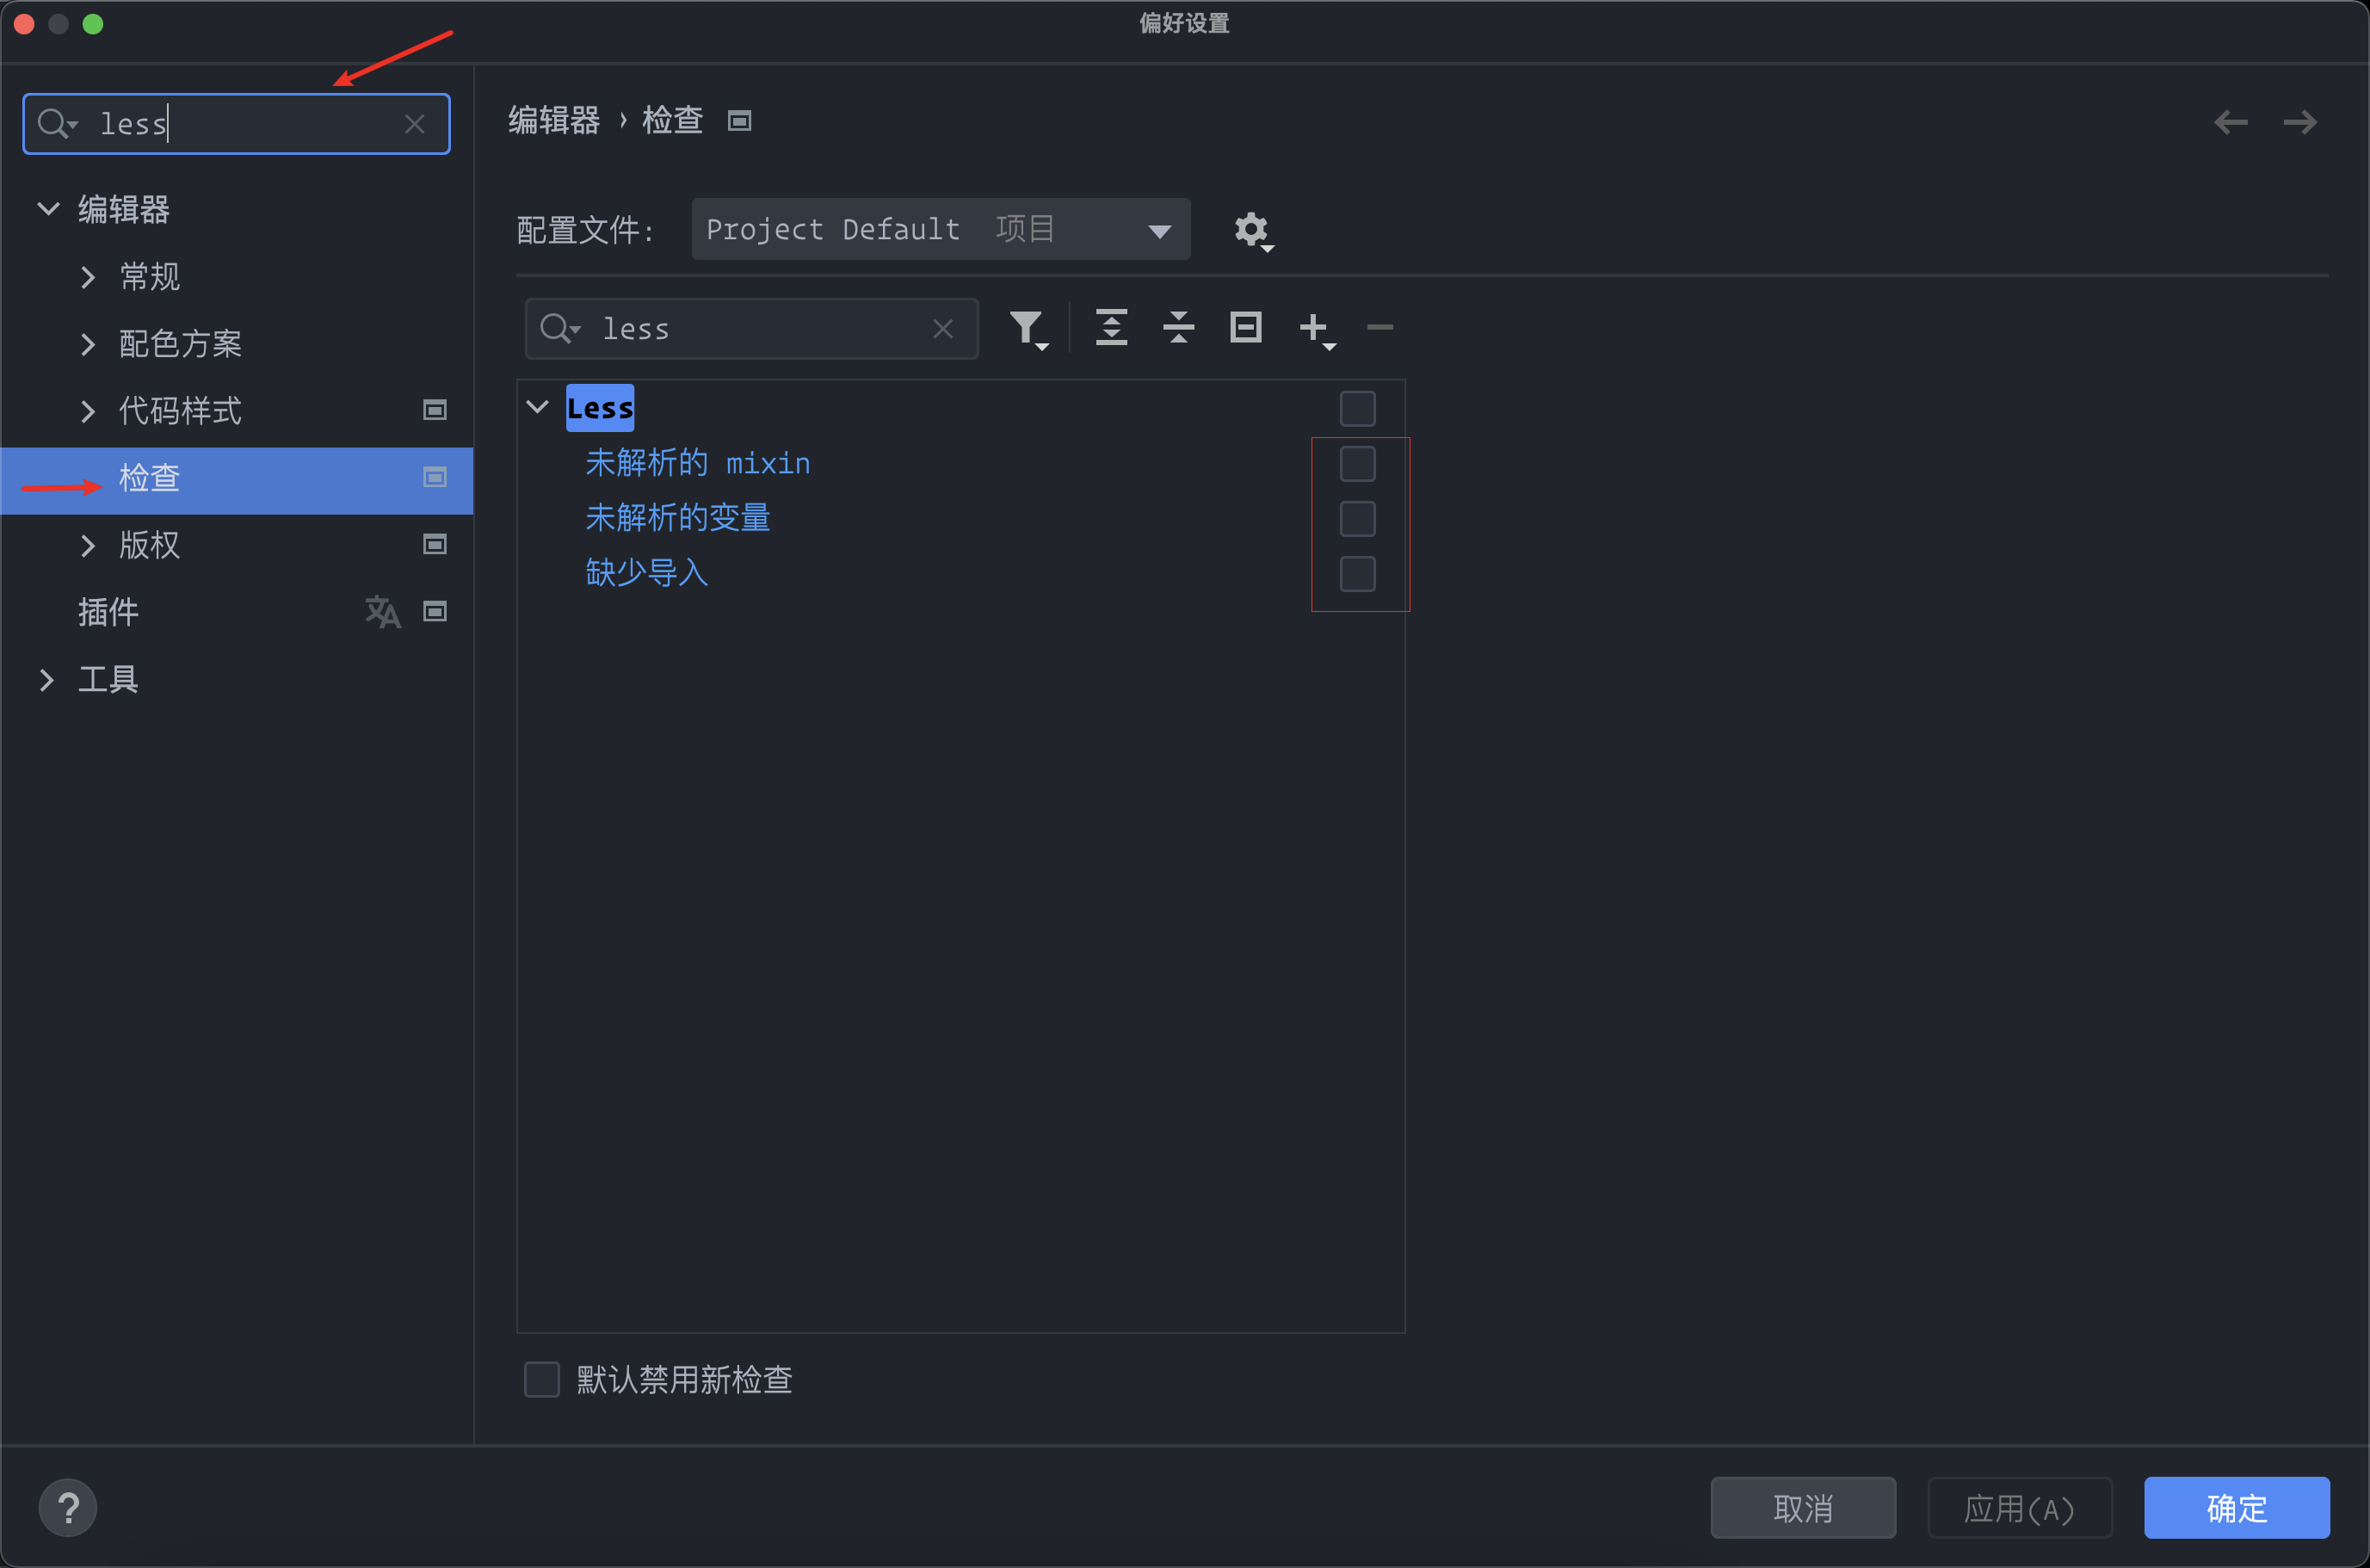 偏好设置
less
编辑器
常规
配色方案
代码样式
检查
版权
插件
工具
编辑器 › 检查
配置文件: Project Default 项目
less
Less
未解析的 mixin
未解析的变量
缺少导入
默认禁用新检查
?
取消
应用(A)
确定